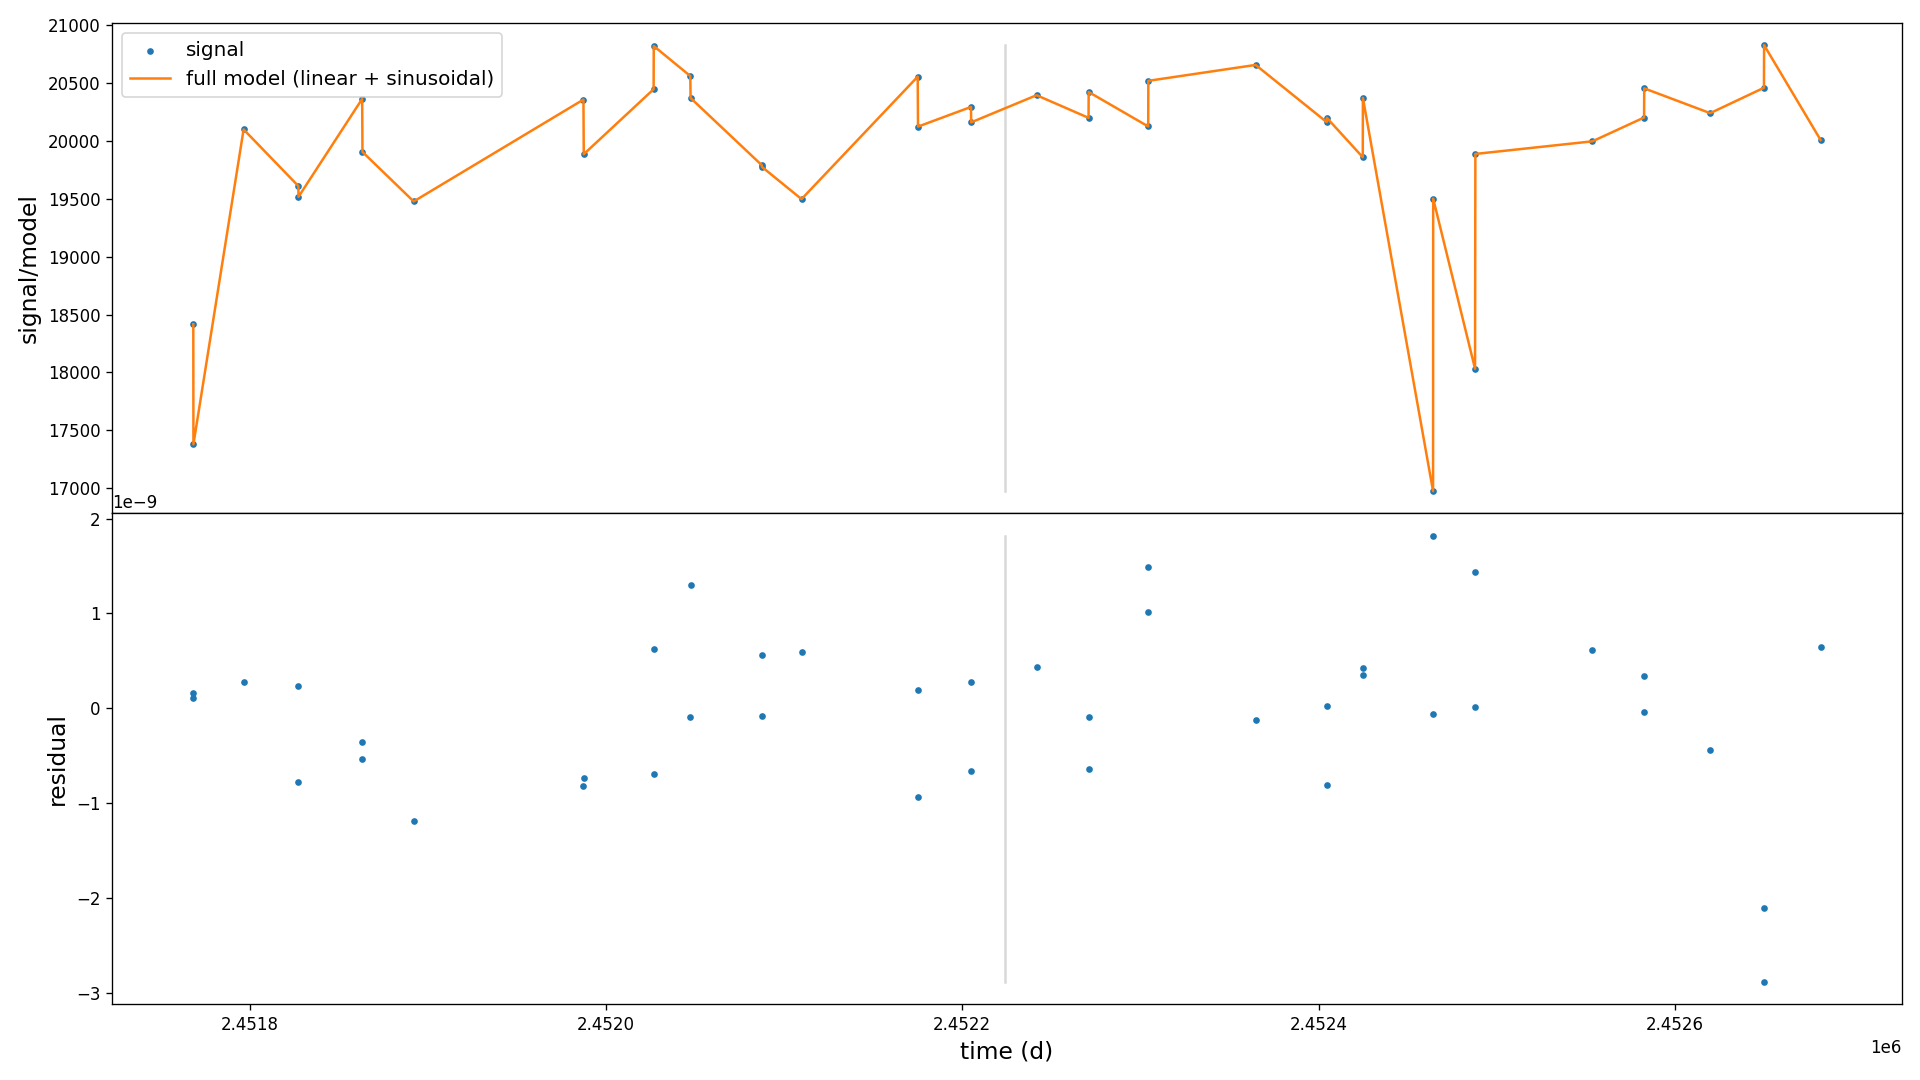 signal
full model (linear + sinusoidal)
signal/model
21000
20500
20000
19500
19000
18500
18000
17500
17000
1e−9
residual
2
1
0
−1
−2
−3
2.4518
2.4520
2.4522
2.4524
2.4526
1e6
time (d)